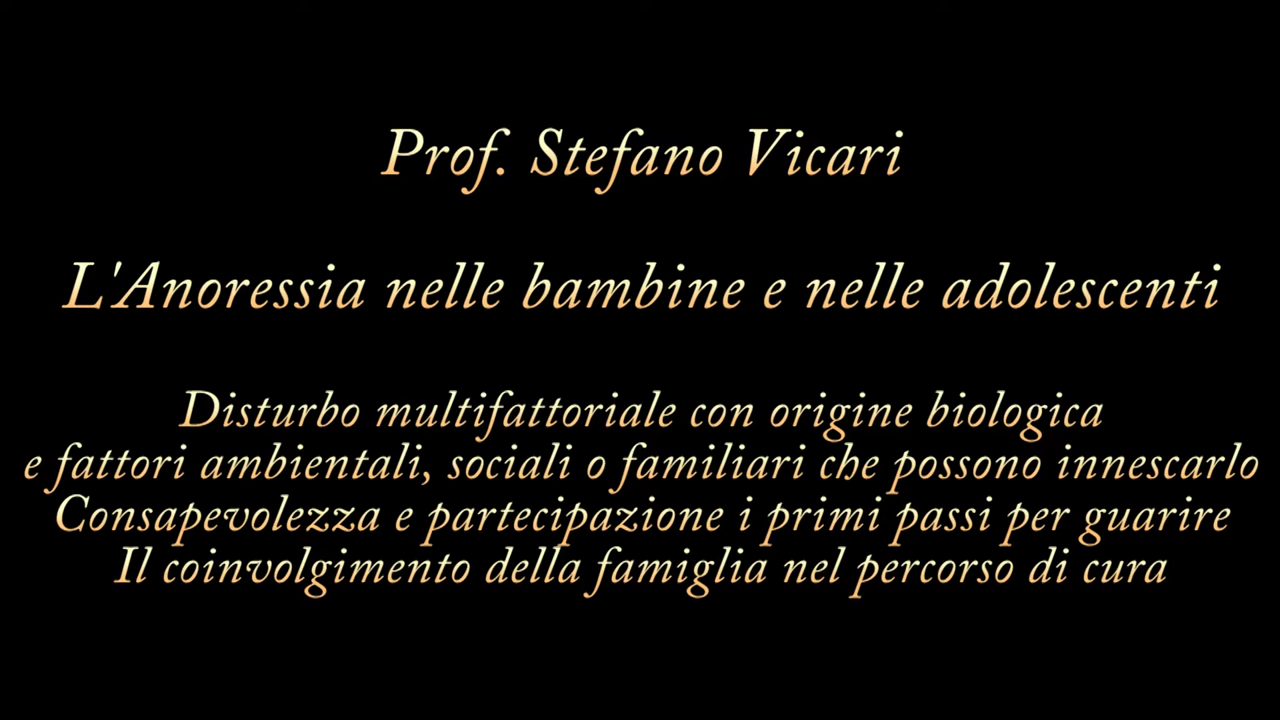 Prof. Stefano Vicari
L'Anoressia nelle bambine e nelle adolescenti
Disturbo multifattoriale con origine biologica
e fattori ambientali, sociali o familiari che possono innescarlo
Consapevolezza e partecipazione i primi passi per guarire
Il coinvolgimento della famiglia nel percorso di cura